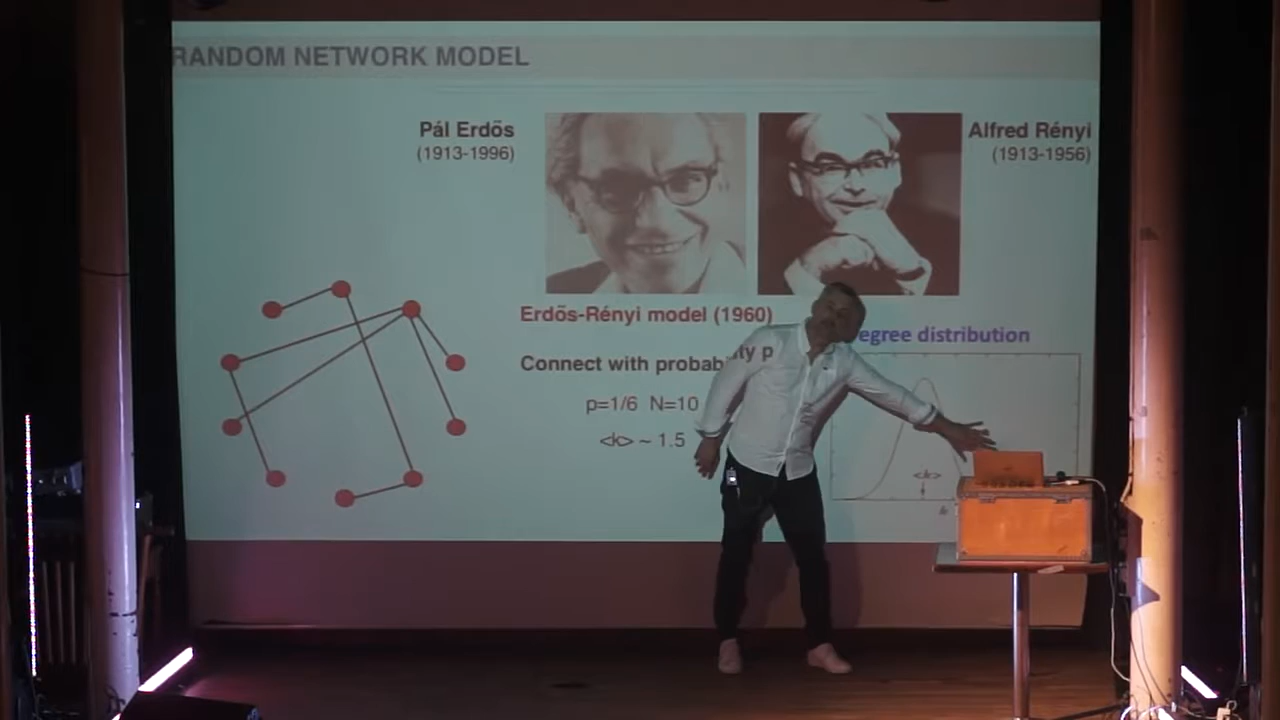 RANDOM NETWORK MODEL
Pál Erdős
(1913-1996)
Alfred Rényi
(1913-1956)
Erdős-Rényi model (1960)
Connect with probability p
p=1/6 N=10
<k> ~ 1.5
egree distribution
<k>
k